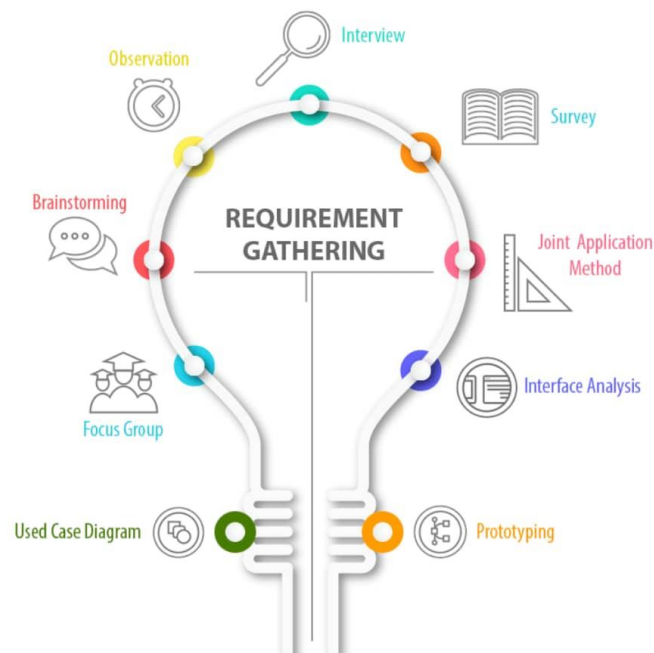 Interview
Observation
Survey
Brainstorming
REQUIREMENT
GATHERING
Joint Application
Method
Interface Analysis
Focus Group
Used Case Diagram
Prototyping